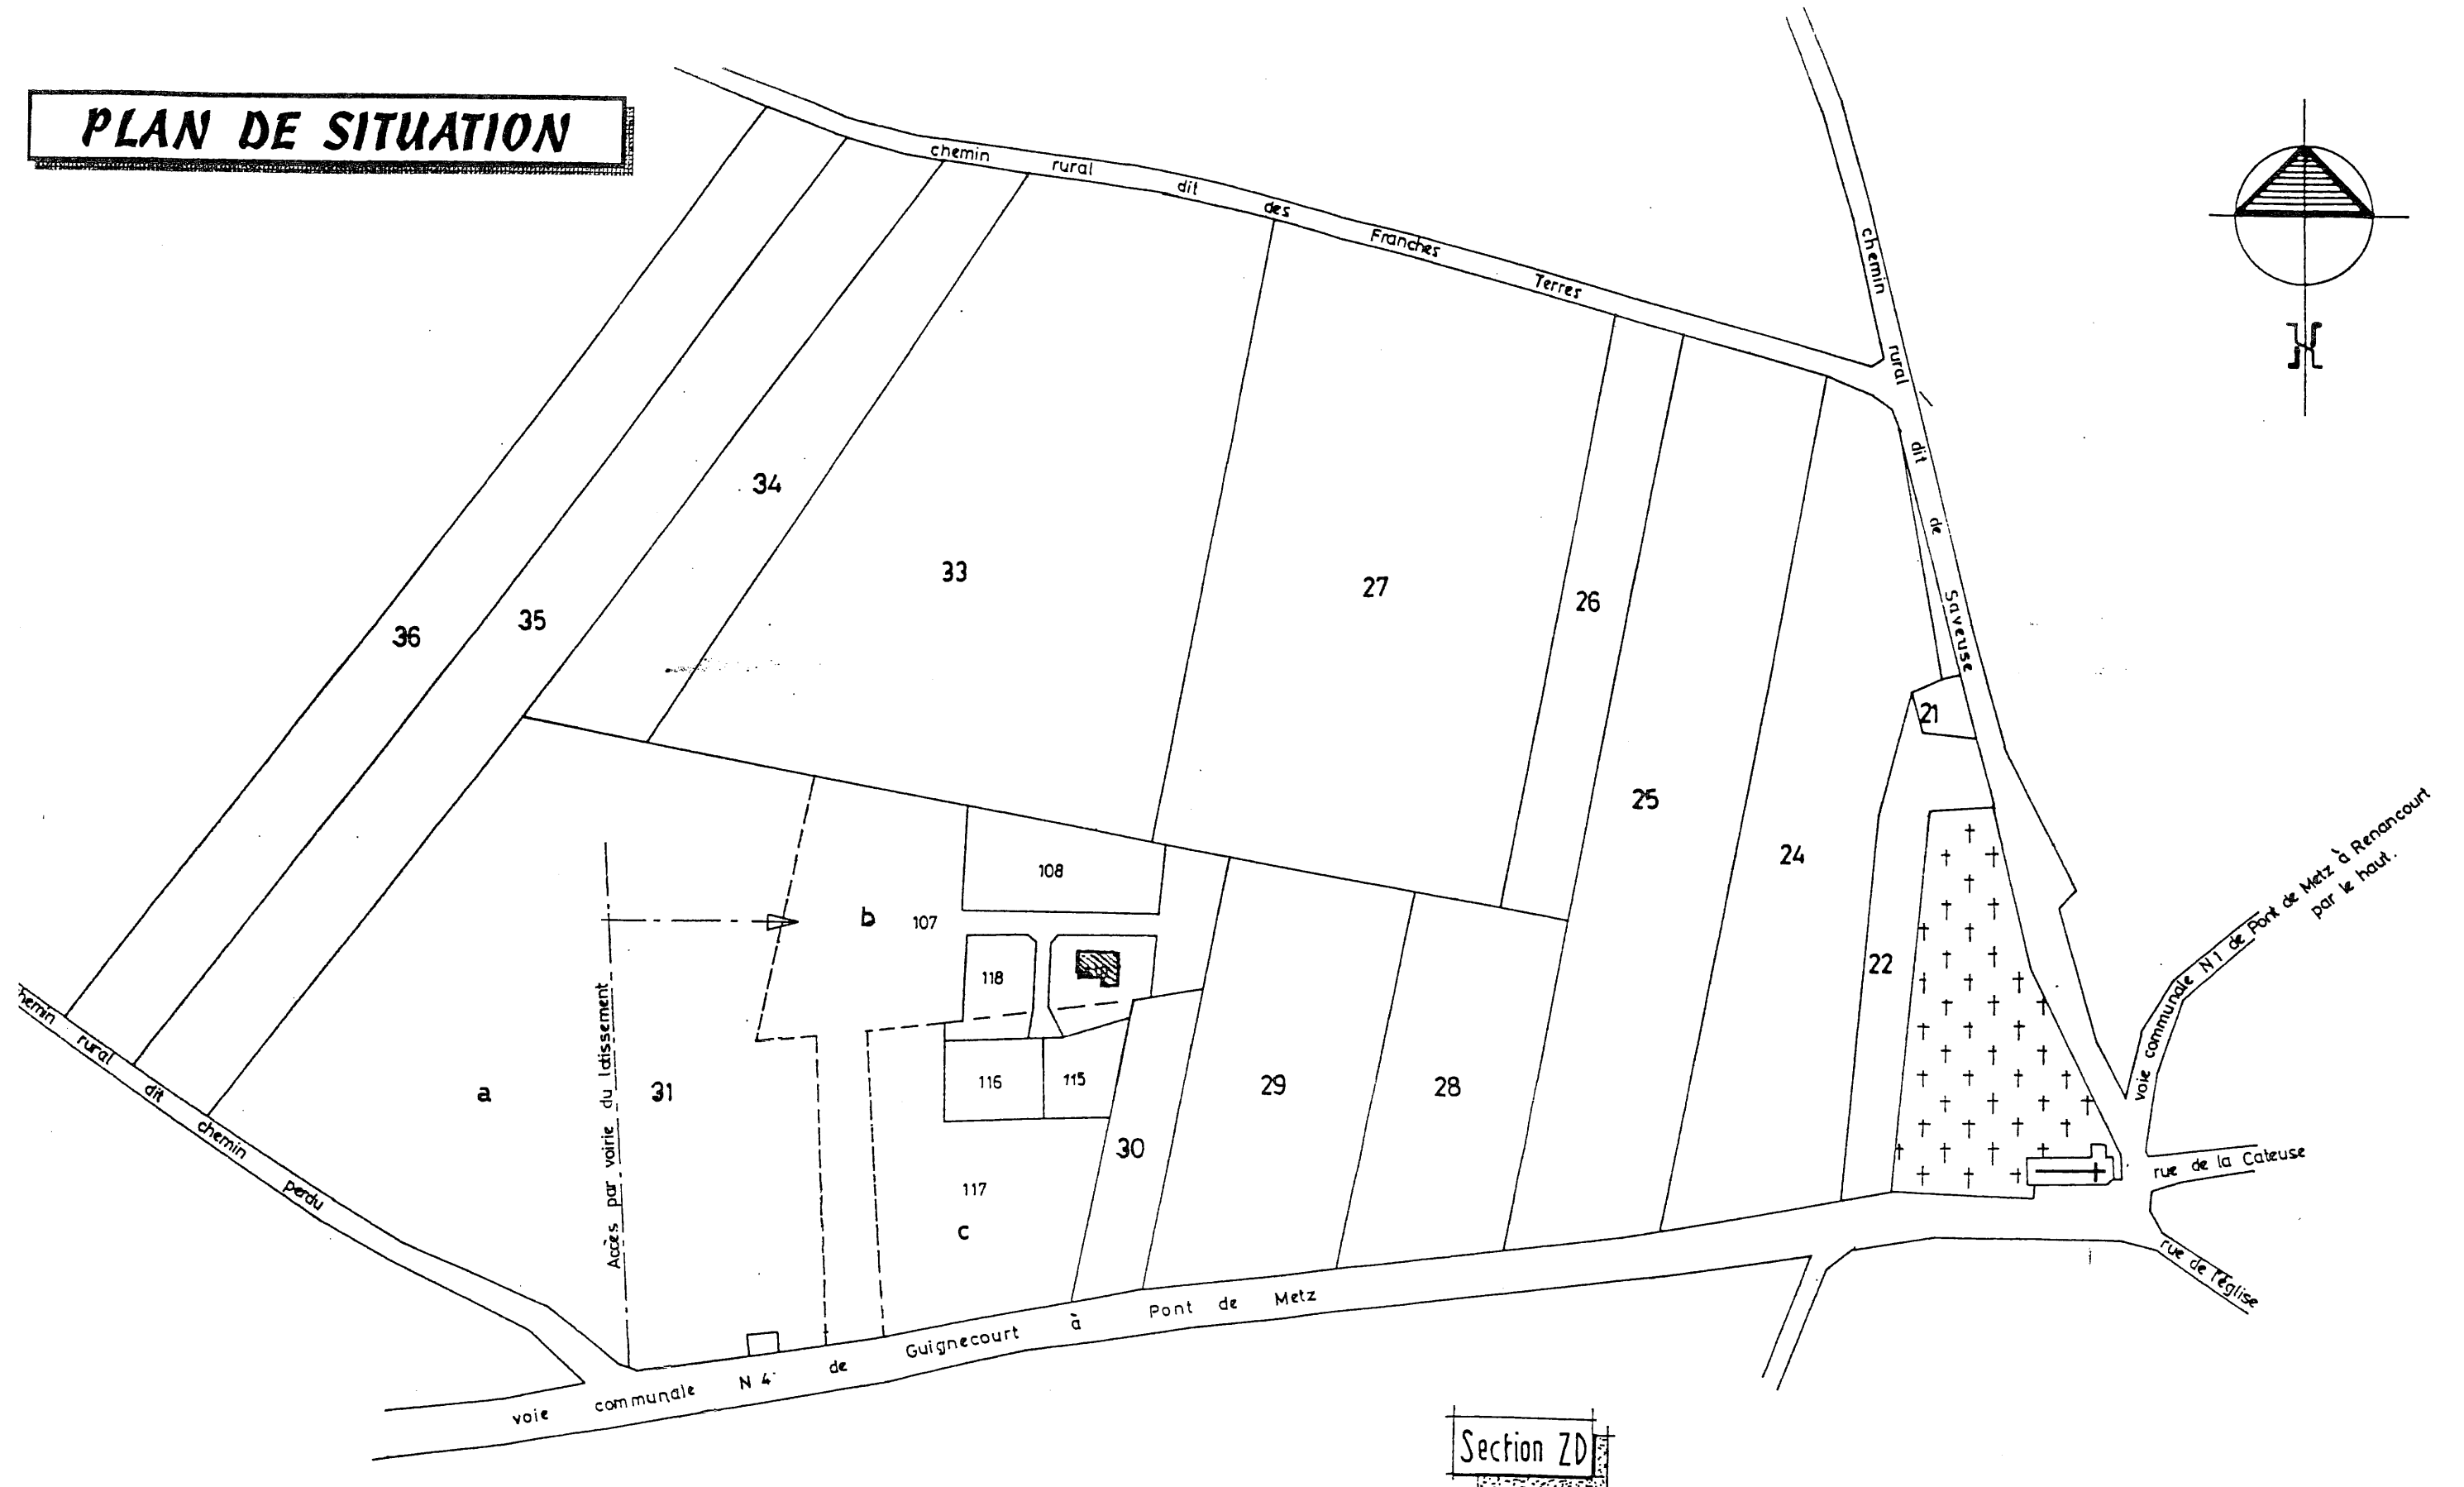 PLAN DE SITUATION
chemin rural dit des Franches Terres
chemin rural dit de Saveuse
N
36
35
34
33
27
26
25
24
21
22
108
b
107
118
a
31
116
115
29
28
30
117
c
Accès par voirie du lotissement
hemin rural dit chemin perdu
voie communale N 4 de Guignecourt à Pont de Metz
voie communale N 1 de Pont de Metz à Renancourt
par le haut.
rue de la Cateuse
rue de l'église
Section ZD